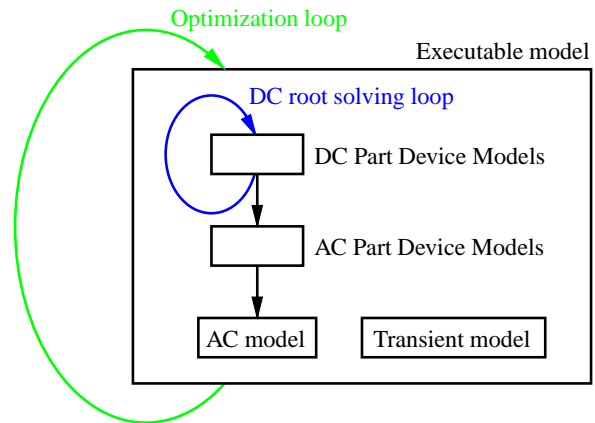 Optimization loop
Executable model
DC root solving loop
DC Part Device Models
AC Part Device Models
AC model
Transient model